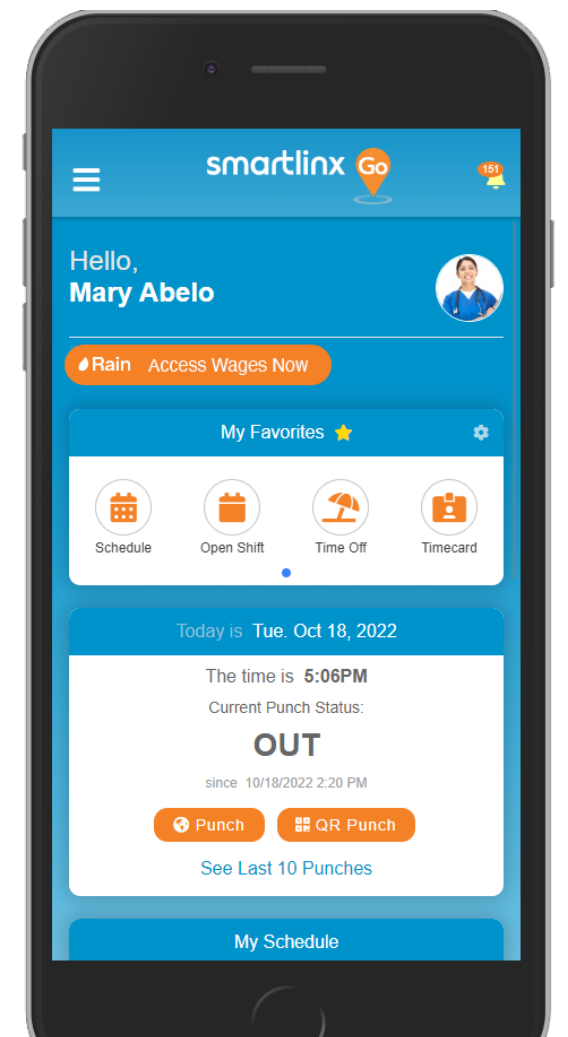 smartlinx Go
151
Hello,
Mary Abelo
Rain Access Wages Now
My Favorites
Schedule Open Shift Time Off Timecard
Today is Tue. Oct 18, 2022
The time is 5:06PM
Current Punch Status:
OUT
since 10/18/2022 2:20 PM
Punch QR Punch
See Last 10 Punches
My Schedule